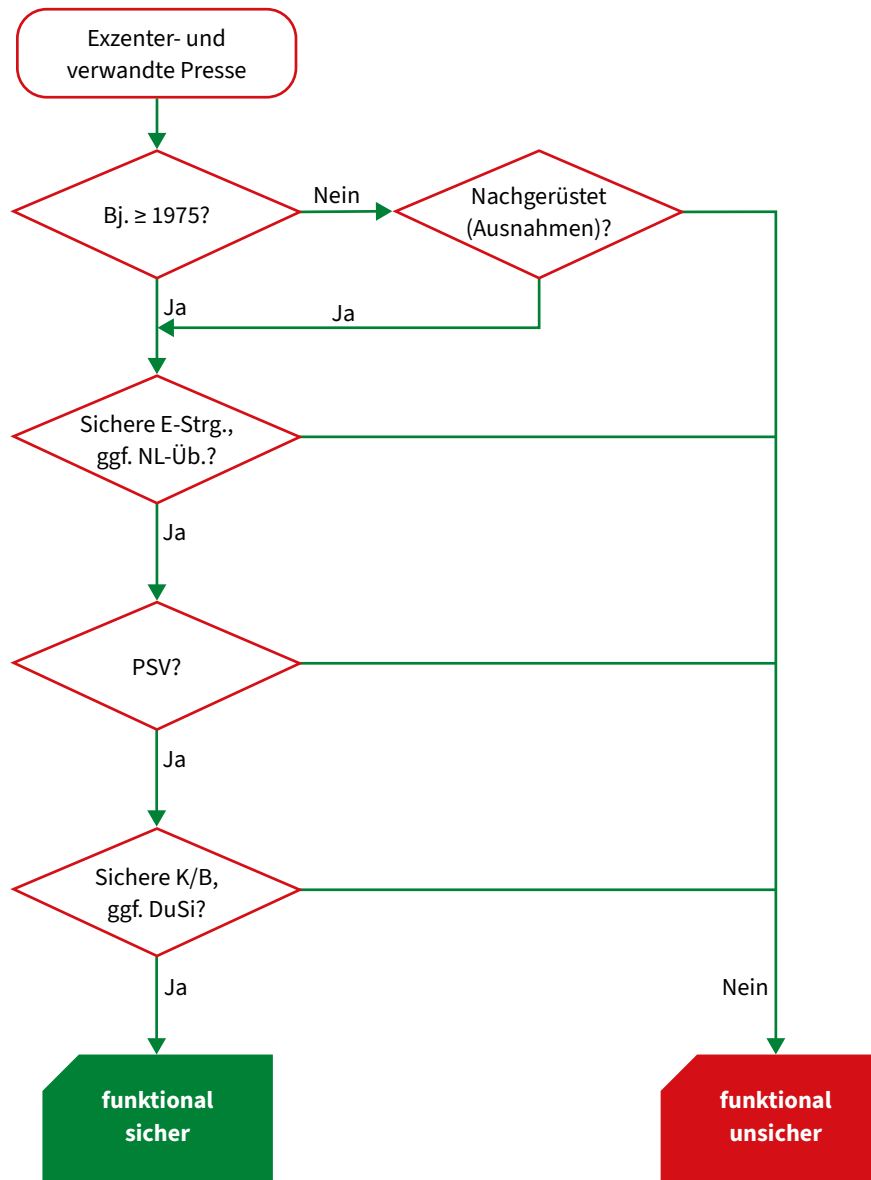 Exzenter- und
verwandte Presse
Bj. ≥ 1975?
Nein
Nachgerüstet
(Ausnahmen)?
Ja
Ja
Sichere E-Strg.,
ggf. NL-Üb.?
Ja
PSV?
Ja
Sichere K/B,
ggf. DuSi?
Ja
Nein
funktional
sicher
funktional
unsicher